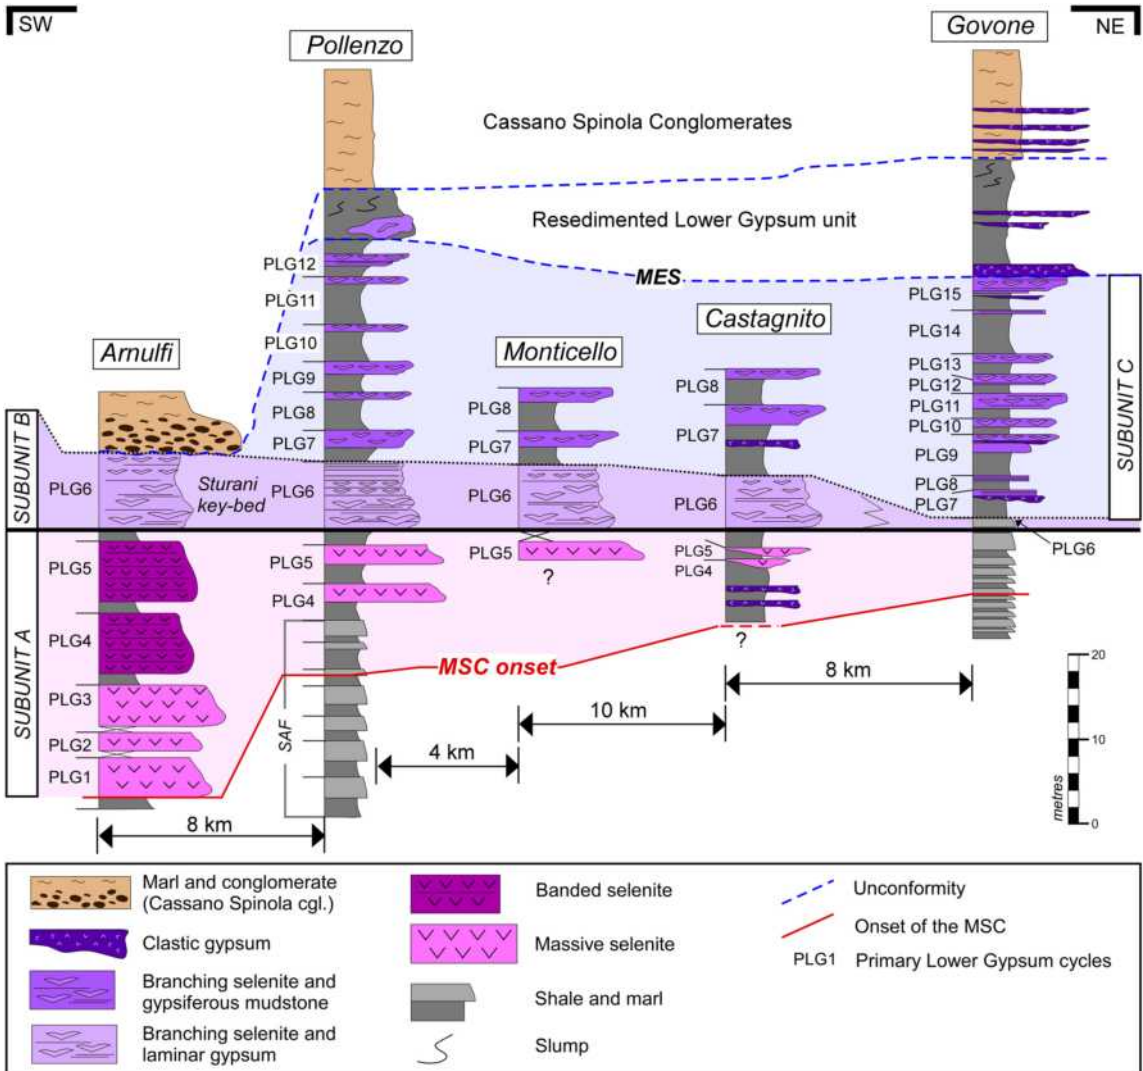 SW
NE
Pollenzo
Govone
Cassano Spinola Conglomerates
Resedimented Lower Gypsum unit
MES
Arnulfi
Monticello
Castagnito
PLG12
PLG11
PLG10
PLG9
PLG8
PLG7
PLG6
PLG5
PLG4
SAF
PLG8
PLG7
PLG6
PLG5
?
PLG8
PLG7
PLG6
PLG5
PLG4
?
PLG15
PLG14
PLG13
PLG12
PLG11
PLG10
PLG9
PLG8
PLG7
PLG6
SUBUNIT C
SUBUNIT B
SUBUNIT A
PLG6
Sturani
key-bed
PLG5
PLG4
PLG3
PLG2
PLG1
MSC onset
8 km
4 km
10 km
8 km
20
10
0
metres
Marl and conglomerate
(Cassano Spinola cgl.)
Clastic gypsum
Branching selenite and
gypsiferous mudstone
Branching selenite and
laminar gypsum
Banded selenite
Massive selenite
Shale and marl
Slump
Unconformity
Onset of the MSC
PLG1 Primary Lower Gypsum cycles